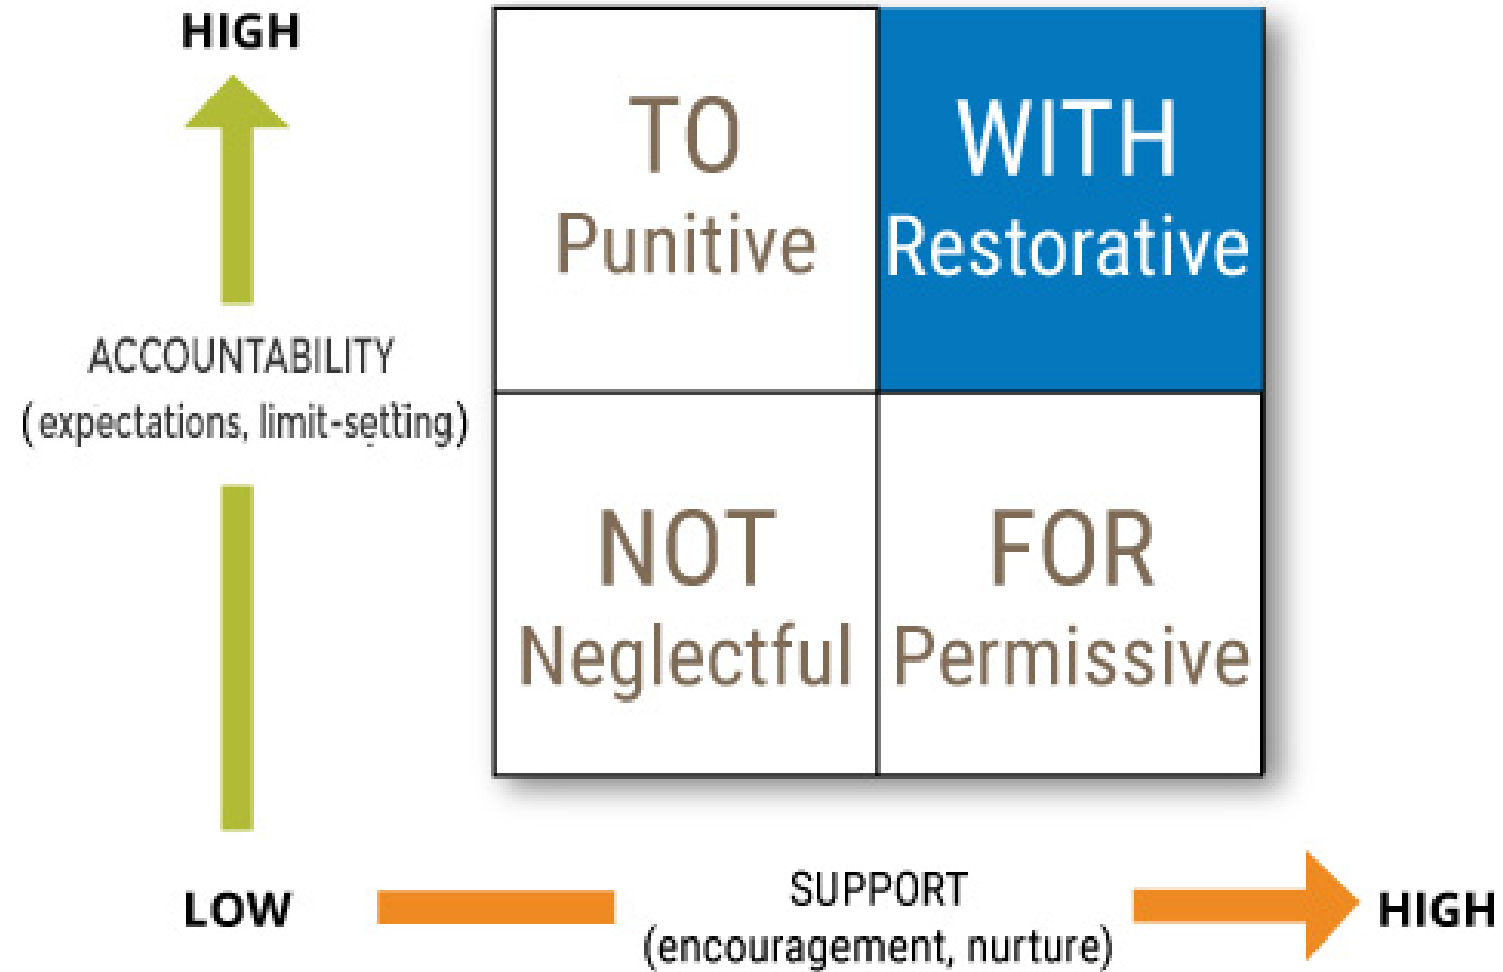 HIGH
TO
Punitive
WITH
Restorative
ACCOUNTABILITY
(expectations, limit-setting)
NOT
Neglectful
FOR
Permissive
LOW
SUPPORT
(encouragement, nurture)
HIGH